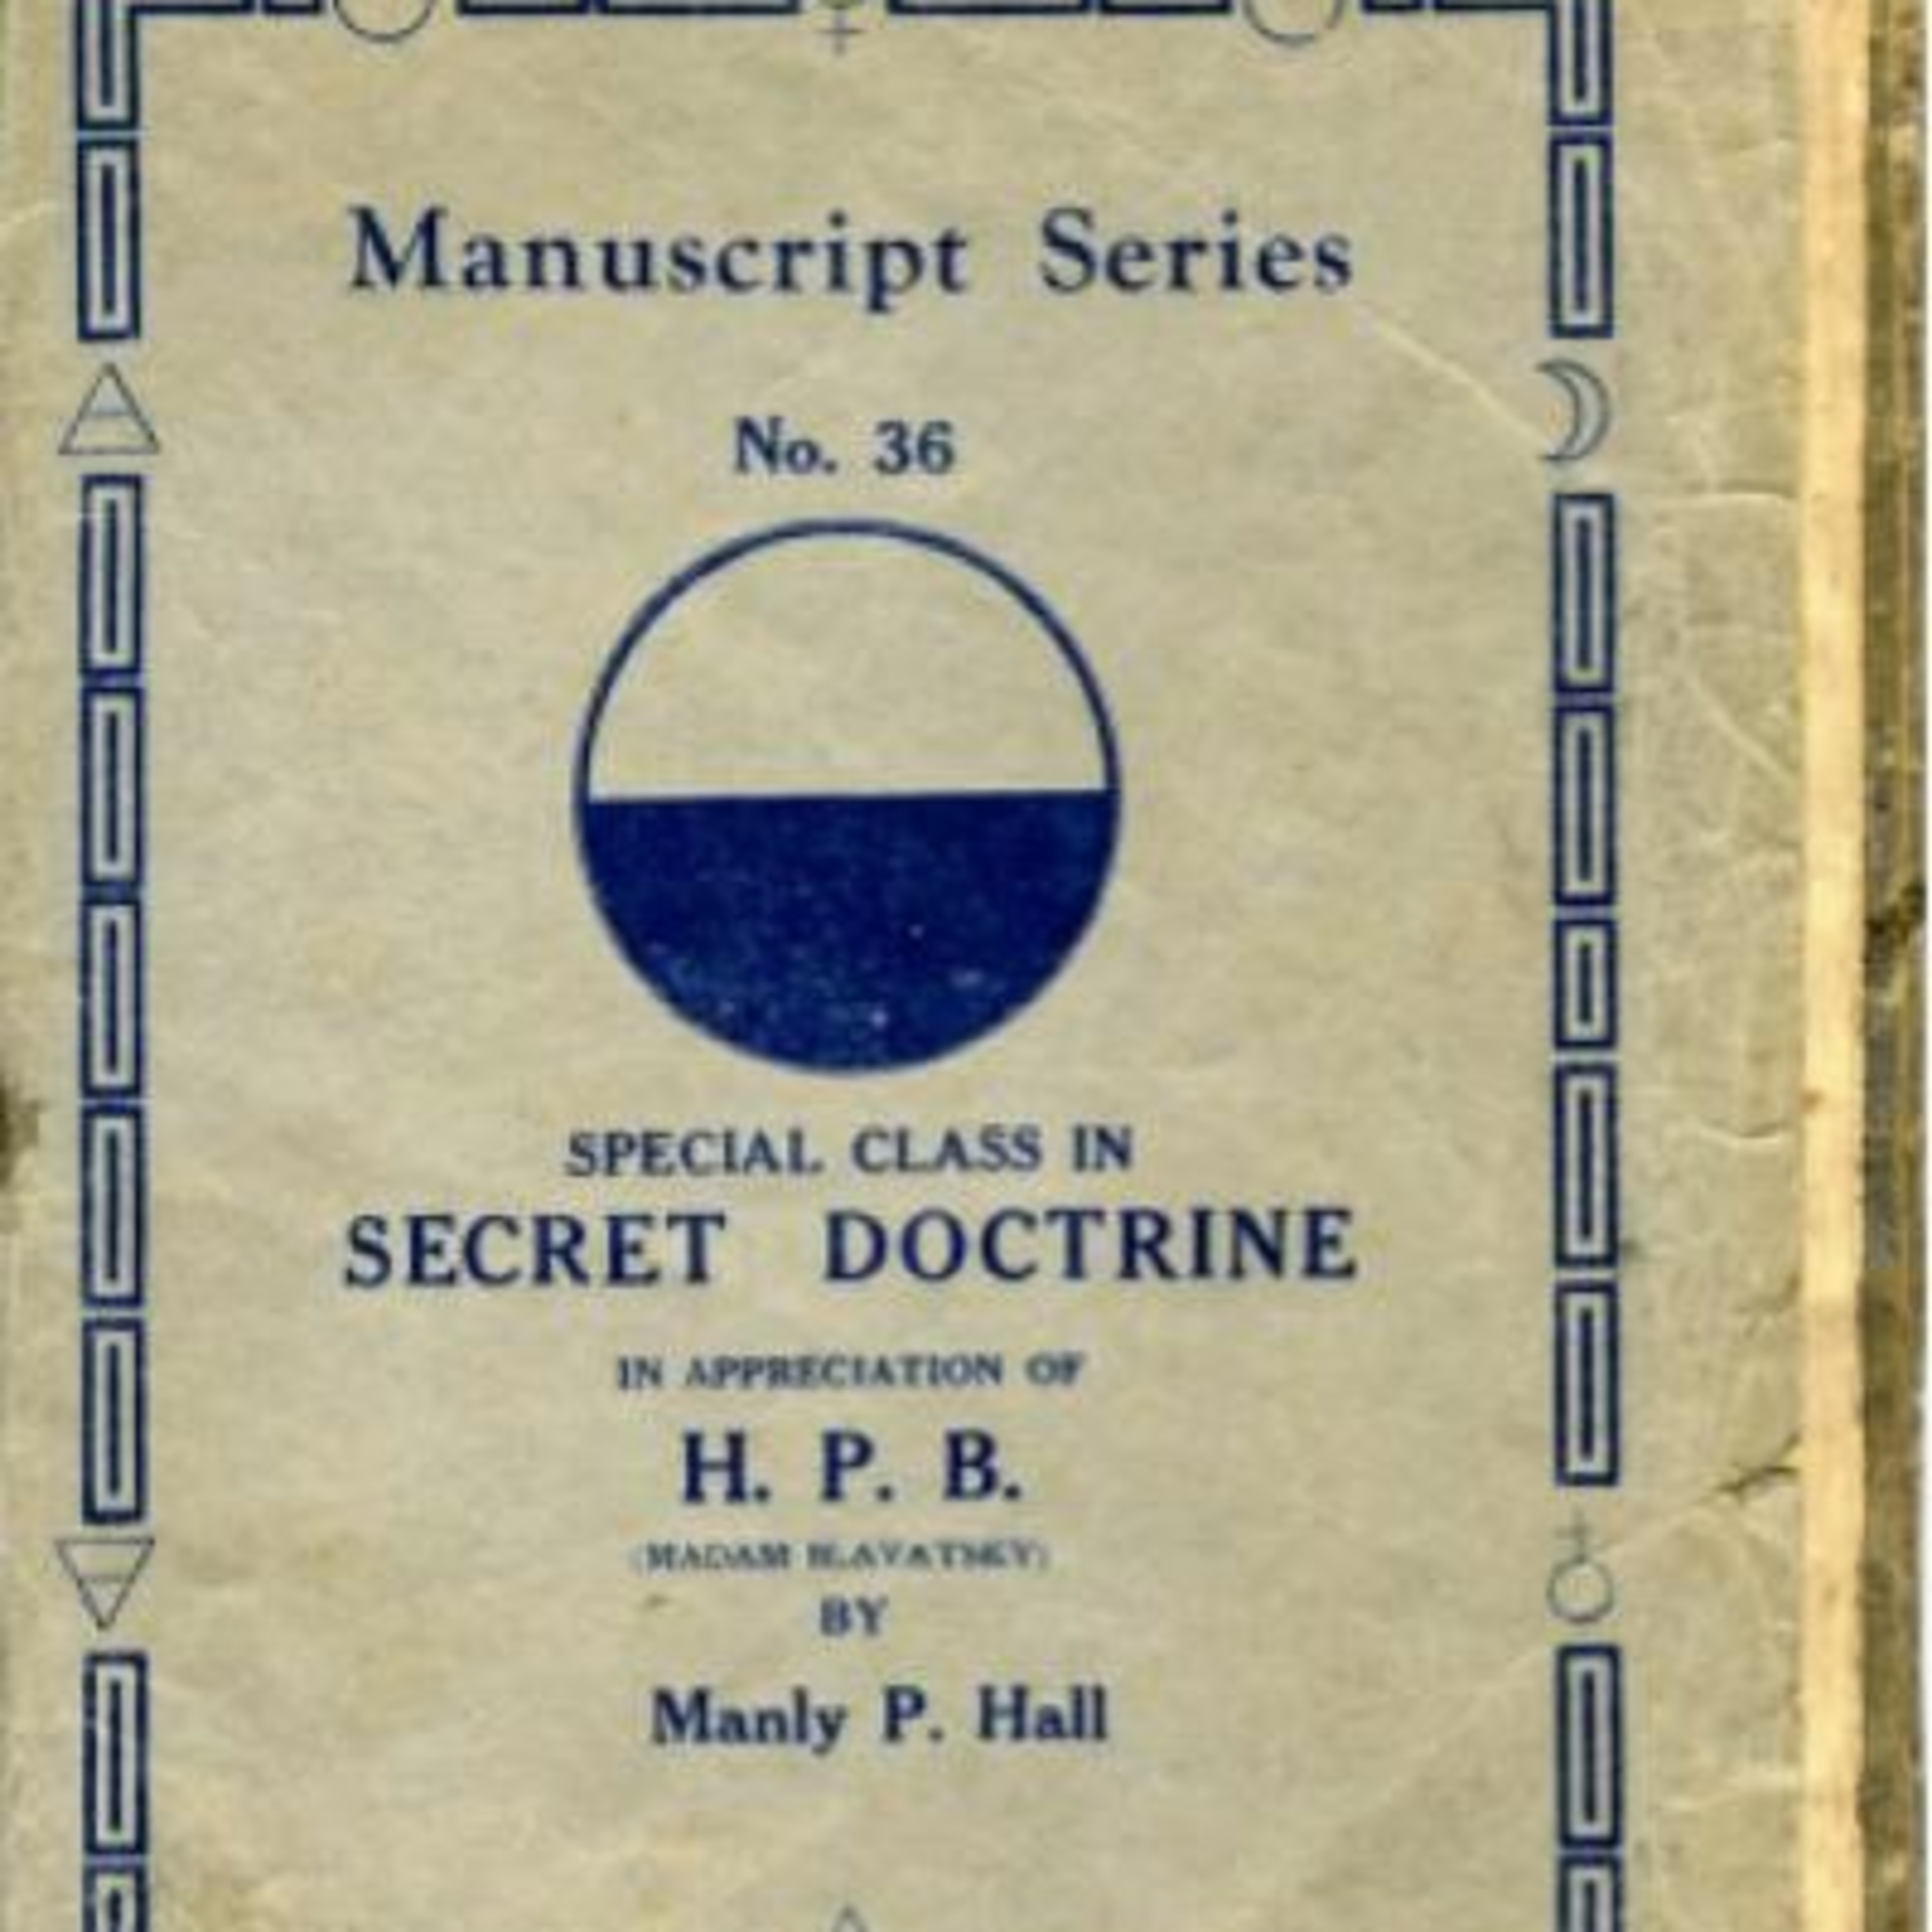 Manuscript Series
No. 36
SPECIAL CLASS IN
SECRET DOCTRINE
IN APPRECIATION OF
H. P. B.
(MADAM BLAVATSKY)
BY
Manly P. Hall